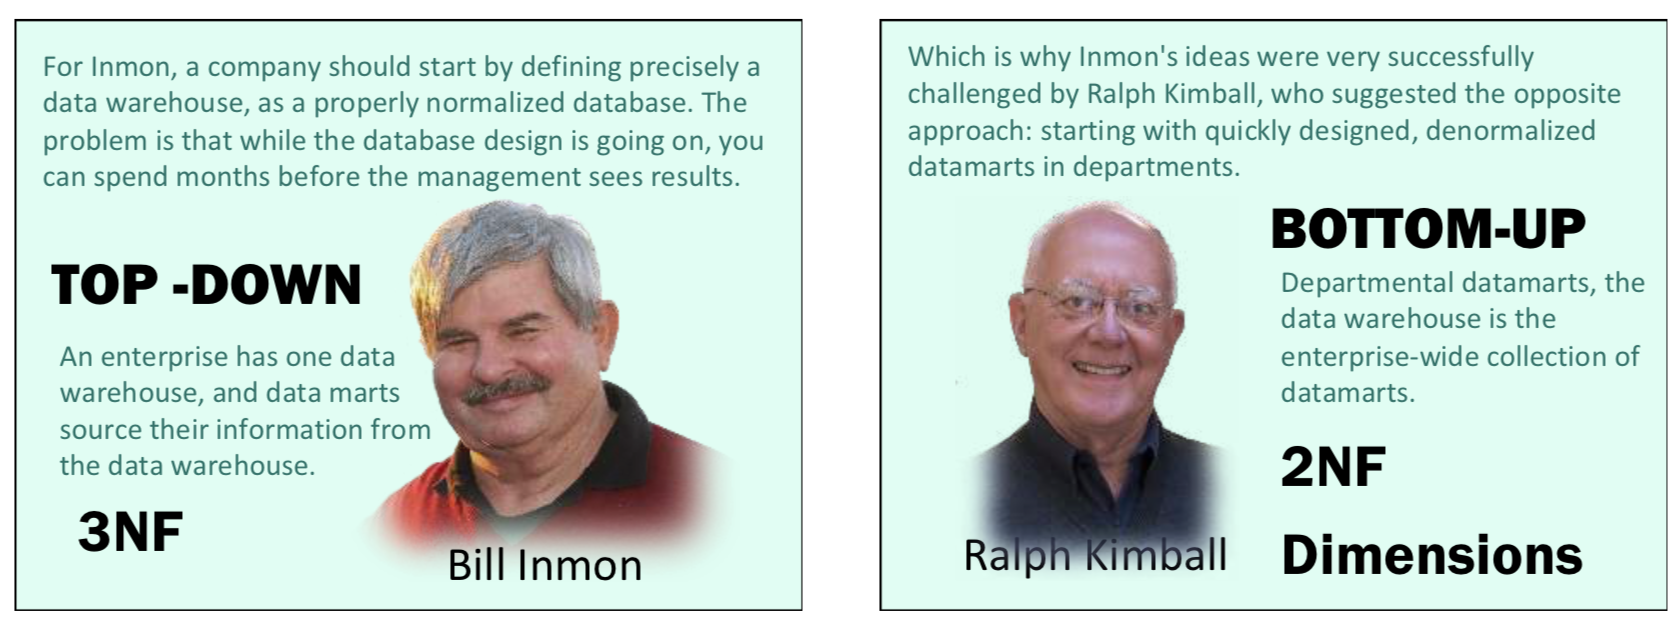 For Inmon, a company should start by defining precisely a
data warehouse, as a properly normalized database. The
problem is that while the database design is going on, you
can spend months before the management sees results.
TOP -DOWN
An enterprise has one data
warehouse, and data marts
source their information from
the data warehouse.
3NF
Bill Inmon
Which is why Inmon's ideas were very successfully
challenged by Ralph Kimball, who suggested the opposite
approach: starting with quickly designed, denormalized
datamarts in departments.
BOTTOM-UP
Departmental datamarts, the
data warehouse is the
enterprise-wide collection of
datamarts.
2NF
Ralph Kimball
Dimensions